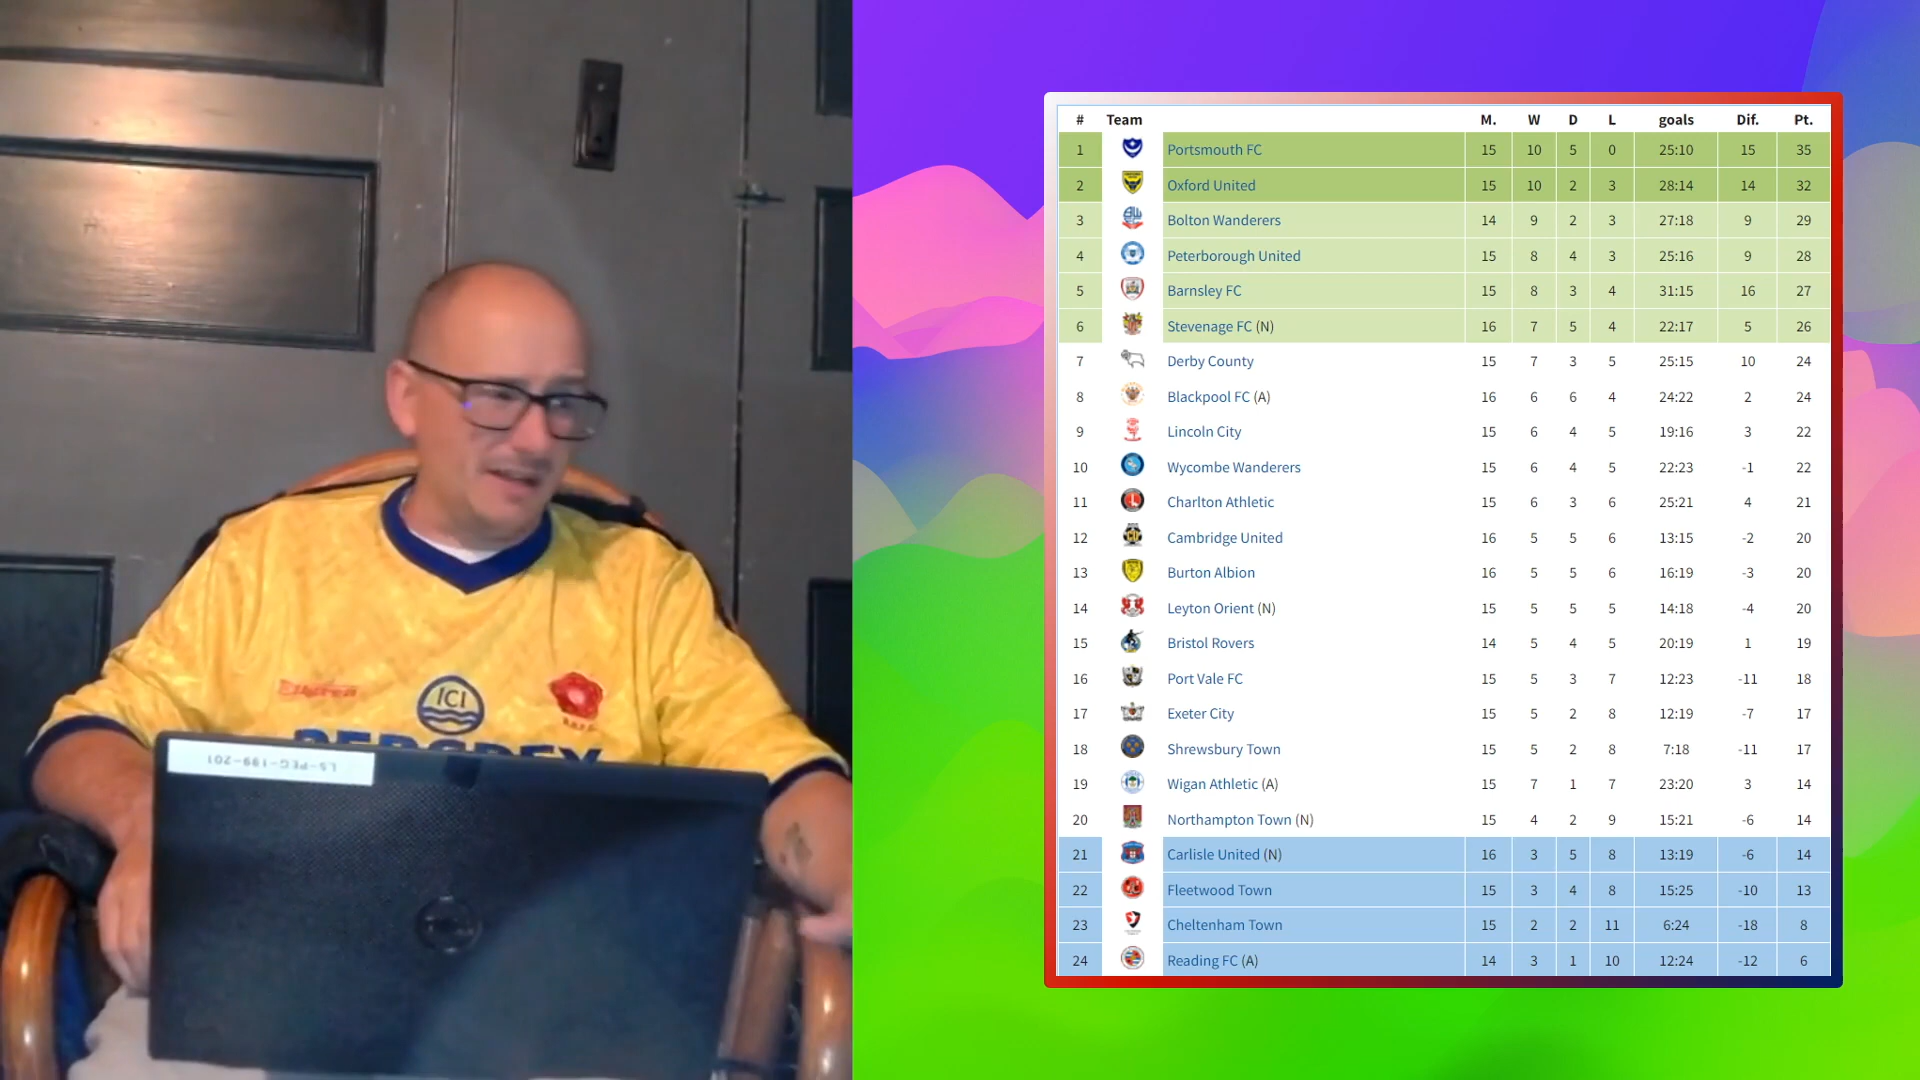 ICI
LS-PEG-199-201
# Team M. W D L goals Dif. Pt.
1 Portsmouth FC 15 10 5 0 25:10 15 35
2 Oxford United 15 10 2 3 28:14 14 32
3 Bolton Wanderers 14 9 2 3 27:18 9 29
4 Peterborough United 15 8 4 3 25:16 9 28
5 Barnsley FC 15 8 3 4 31:15 16 27
6 Stevenage FC (N) 16 7 5 4 22:17 5 26
7 Derby County 15 7 3 5 25:15 10 24
8 Blackpool FC (A) 16 6 6 4 24:22 2 24
9 Lincoln City 15 6 4 5 19:16 3 22
10 Wycombe Wanderers 15 6 4 5 22:23 -1 22
11 Charlton Athletic 15 6 3 6 25:21 4 21
12 Cambridge United 16 5 5 6 13:15 -2 20
13 Burton Albion 16 5 5 6 16:19 -3 20
14 Leyton Orient (N) 15 5 5 5 14:18 -4 20
15 Bristol Rovers 14 5 4 5 20:19 1 19
16 Port Vale FC 15 5 3 7 12:23 -11 18
17 Exeter City 15 5 2 8 12:19 -7 17
18 Shrewsbury Town 15 5 2 8 7:18 -11 17
19 Wigan Athletic (A) 15 7 1 7 23:20 3 14
20 Northampton Town (N) 15 4 2 9 15:21 -6 14
21 Carlisle United (N) 16 3 5 8 13:19 -6 14
22 Fleetwood Town 15 3 4 8 15:25 -10 13
23 Cheltenham Town 15 2 2 11 6:24 -18 8
24 Reading FC (A) 14 3 1 10 12:24 -12 6